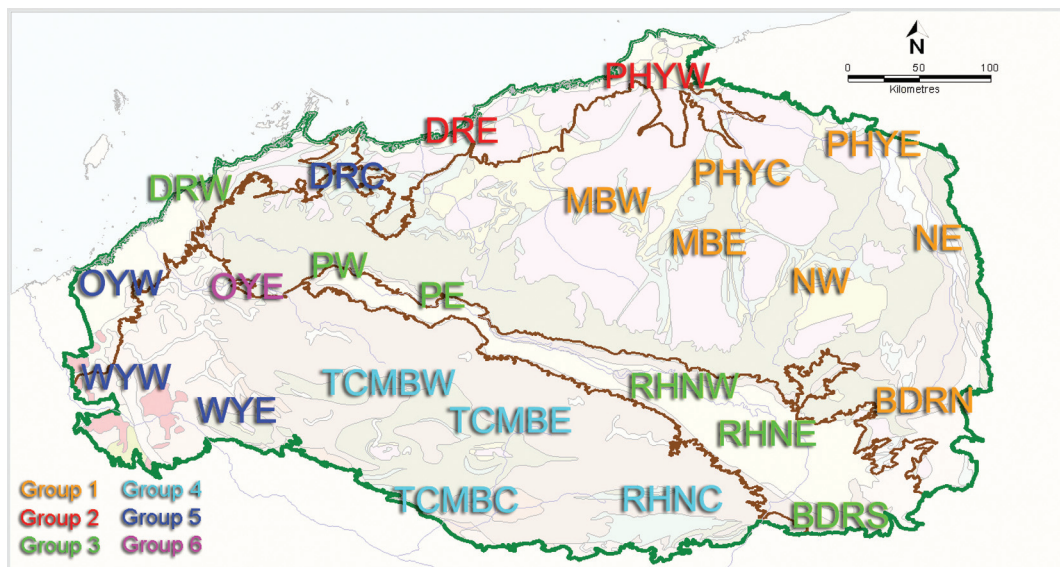 N
0 50 100
Kilometres
PHYW
DRE
PHYE
DRW
DRC
PHYC
MBW
MBE
NE
OYW
OYE
PW
PE
NW
WYW
WYE
TCMBW
TCMBE
RHNW
RHNE
BDRN
TCMBC
RHNC
BDRS
Group 1 Group 4
Group 2 Group 5
Group 3 Group 6